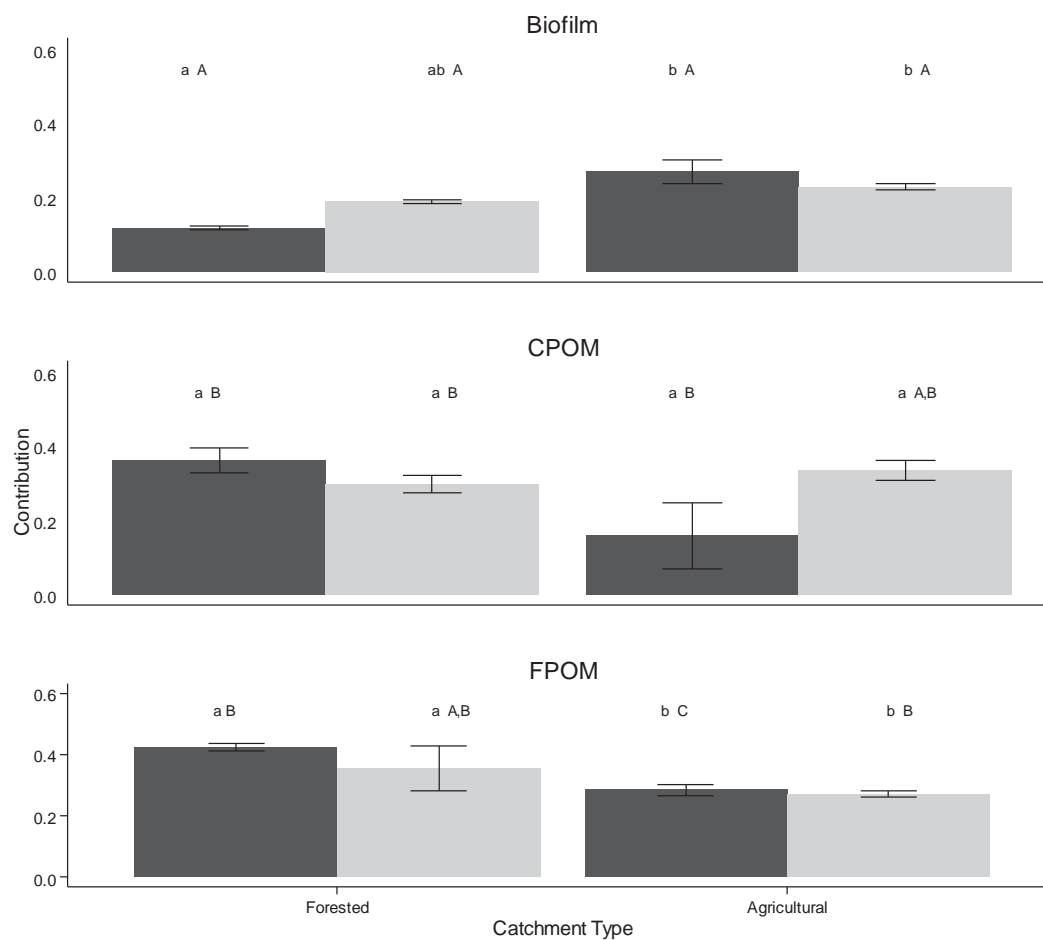 Biofilm
0.6
a A
ab A
b A
b A
0.4
0.2
0.0
CPOM
0.6
a B
a B
a B
a A,B
0.4
0.2
0.0
Contribution
FPOM
0.6
a B
a A,B
b C
b B
0.4
0.2
0.0
Forested
Agricultural
Catchment Type